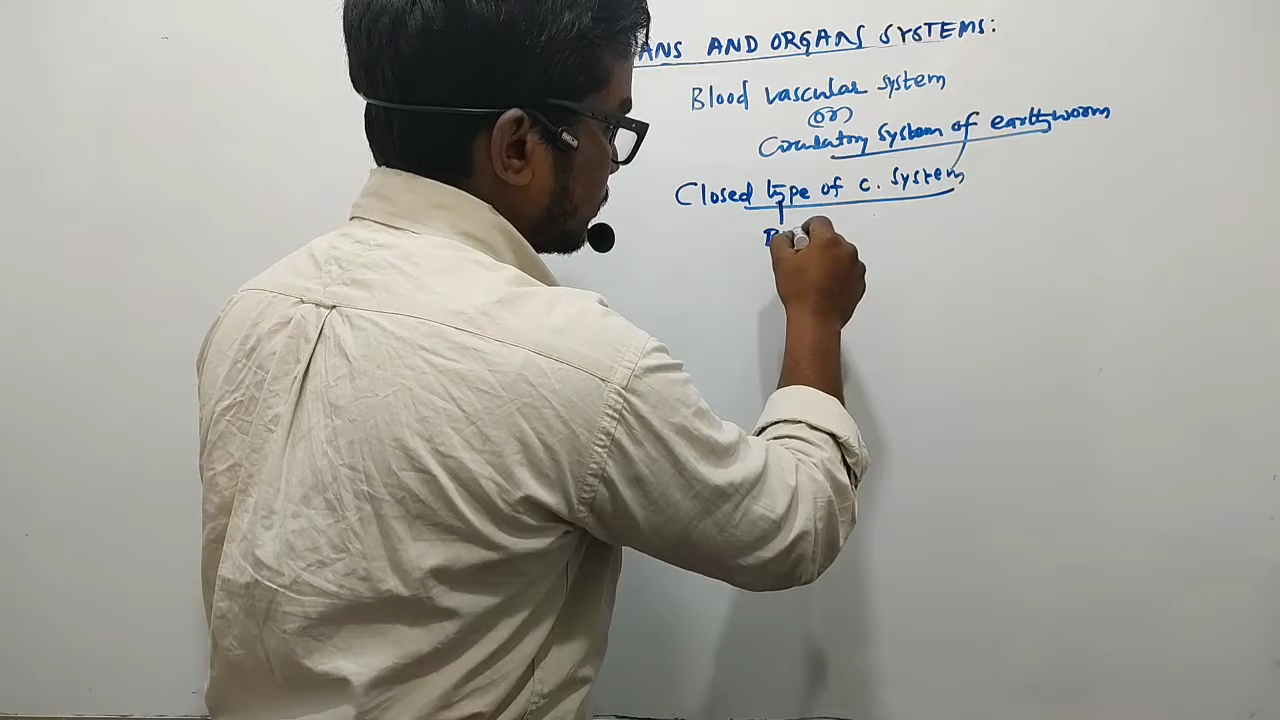 ANS AND ORGANS SYSTEMS:
Blood vascular system
(or)
Circulatory system of earthworm
Closed type of c. system